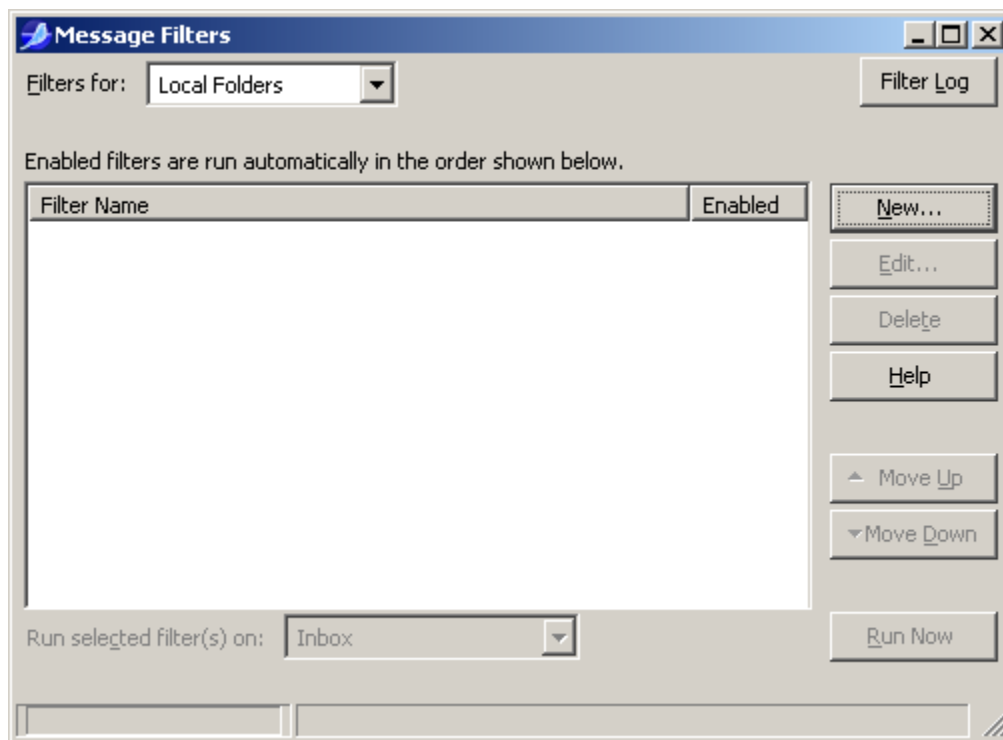 Message Filters
Filters for: Local Folders Filter Log
Enabled filters are run automatically in the order shown below.
Filter Name Enabled
New...
Edit...
Delete
Help
Move Up
Move Down
Run selected filter(s) on: Inbox Run Now